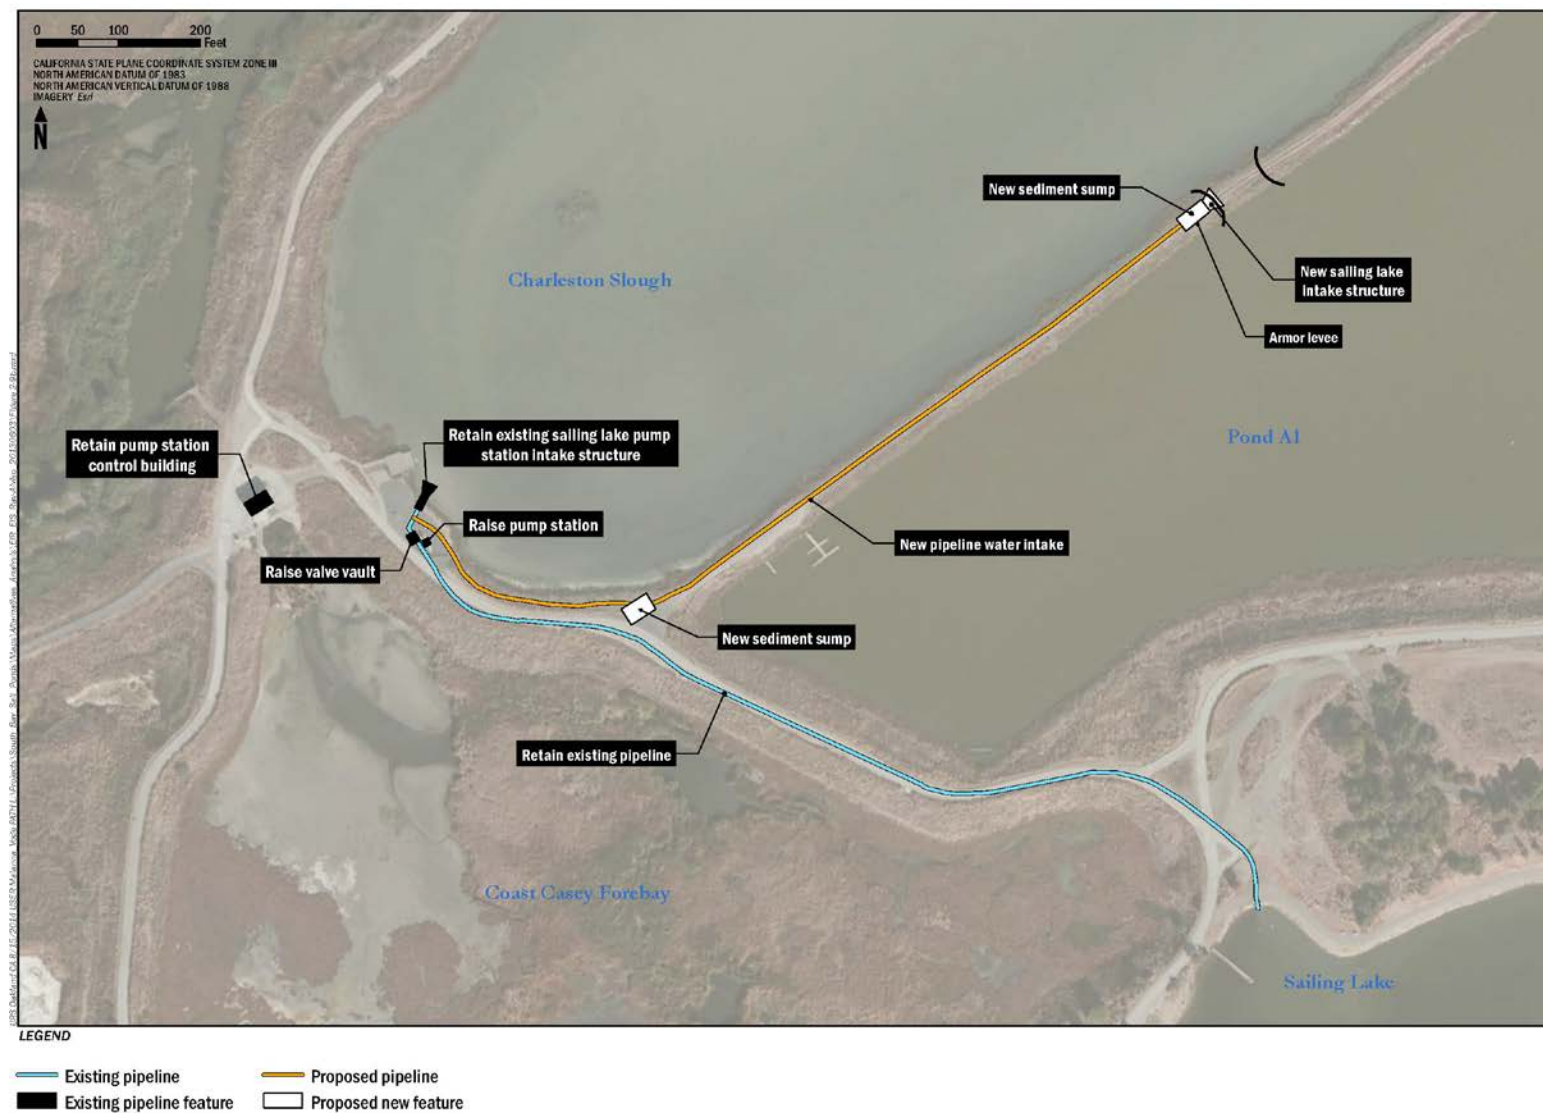 0 50 100 200
Feet
CALIFORNIA STATE PLANE COORDINATE SYSTEM ZONE III
NORTH AMERICAN DATUM OF 1983
NORTH AMERICAN VERTICAL DATUM OF 1988
IMAGERY Esri
N
New sediment sump
New sailing lake
intake structure
Armor levee
Charleston Slough
Pond A1
Retain existing sailing lake pump
station intake structure
Retain pump station
control building
Raise pump station
Raise valve vault
New pipeline water intake
New sediment sump
Retain existing pipeline
Coast Casey Forebay
Sailing Lake
LEGEND
Existing pipeline
Proposed pipeline
Existing pipeline feature
Proposed new feature